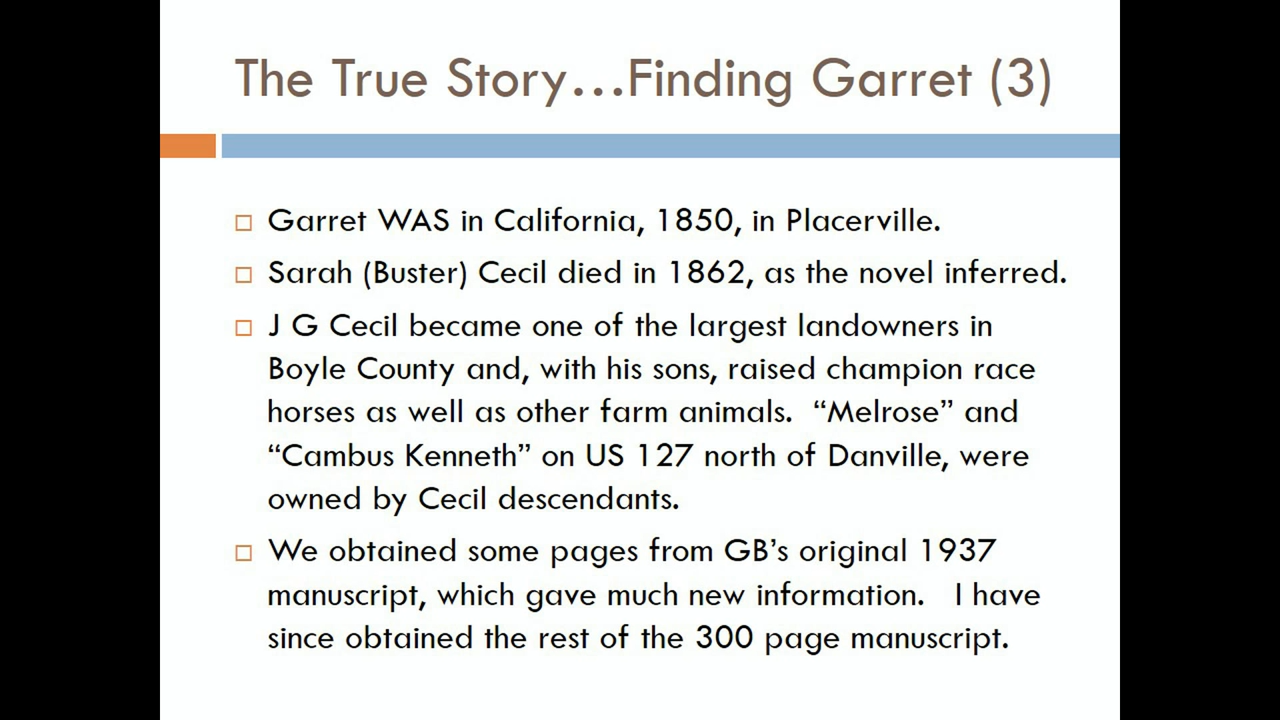 The True Story...Finding Garret (3)
Garret WAS in California, 1850, in Placerville.
Sarah (Buster) Cecil died in 1862, as the novel inferred.
J G Cecil became one of the largest landowners in
Boyle County and, with his sons, raised champion race
horses as well as other farm animals.  “Melrose” and
“Cambus Kenneth” on US 127 north of Danville, were
owned by Cecil descendants.
We obtained some pages from GB’s original 1937
manuscript, which gave much new information.   I have
since obtained the rest of the 300 page manuscript.